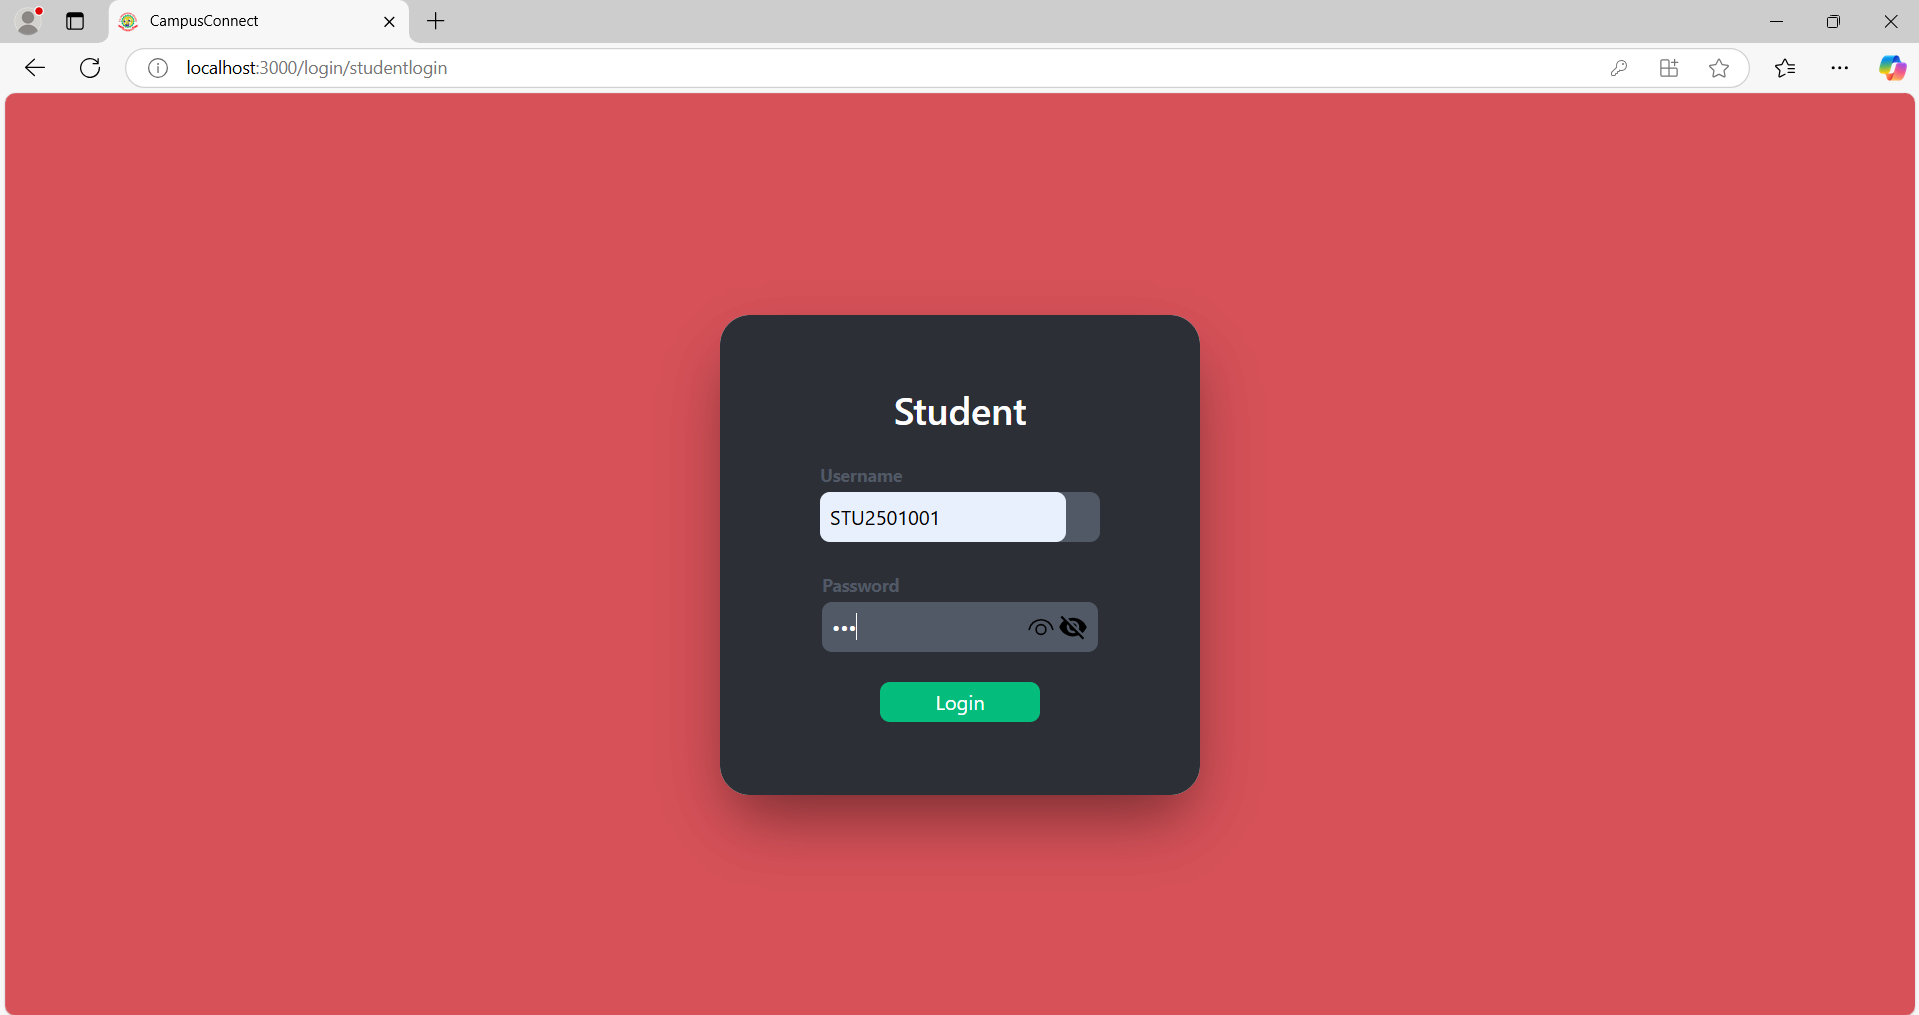 CampusConnect
localhost:3000/login/studentlogin
Student
Username
STU2501001
Password
•••
Login